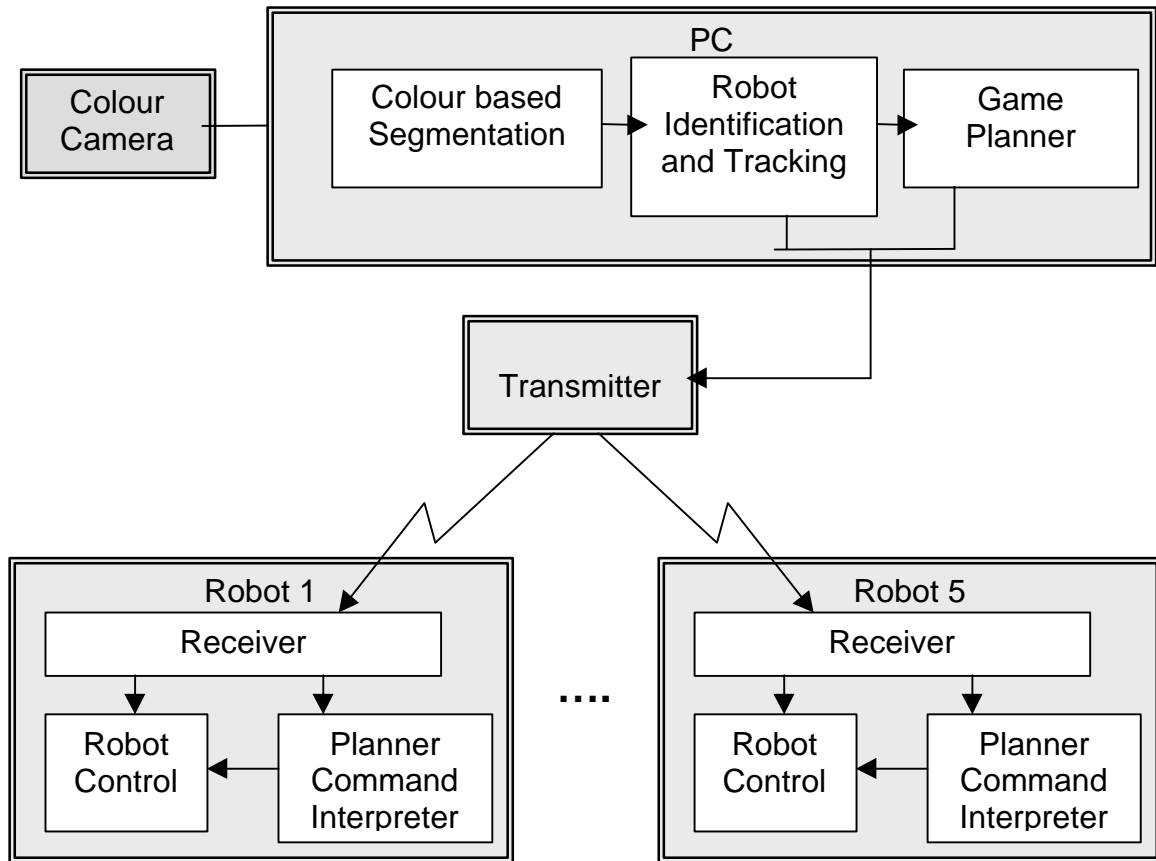 PC
Colour
Camera
Colour based
Segmentation
Robot
Identification
and Tracking
Game
Planner
Transmitter
Robot 1
Receiver
Robot
Control
Planner
Command
Interpreter
....
Robot 5
Receiver
Robot
Control
Planner
Command
Interpreter